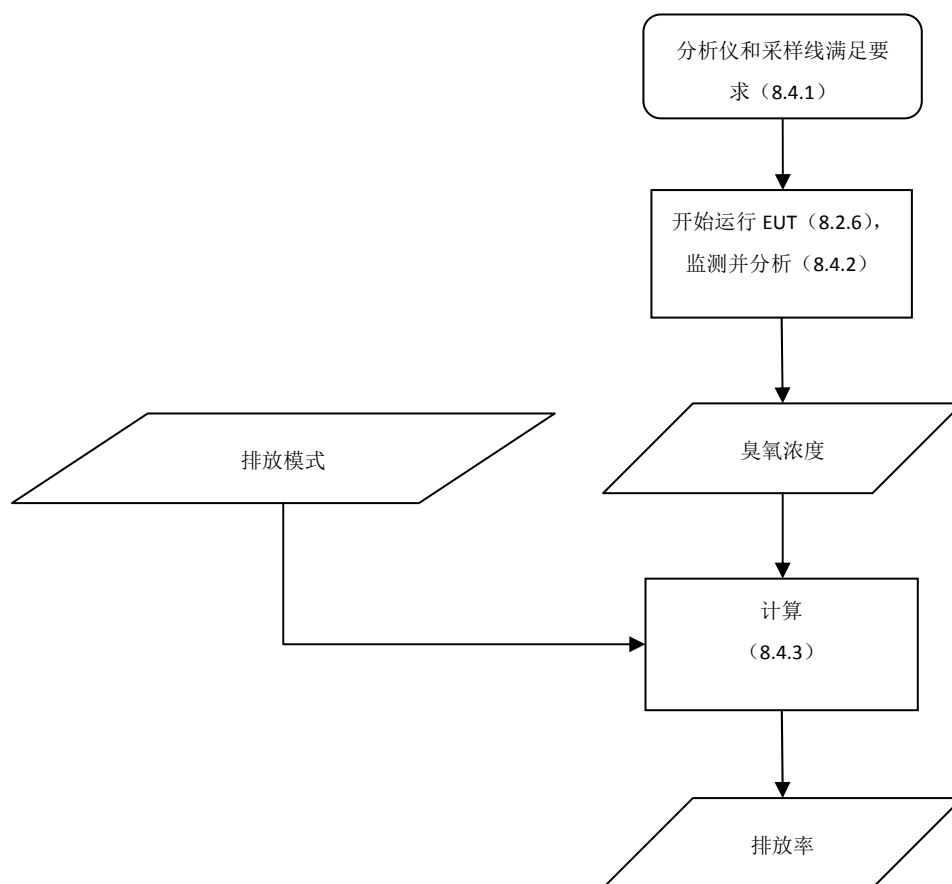 分析仪和采样线满足要
求（8.4.1）
开始运行 EUT（8.2.6），
监测并分析（8.4.2）
排放模式
臭氧浓度
计算
（8.4.3）
排放率